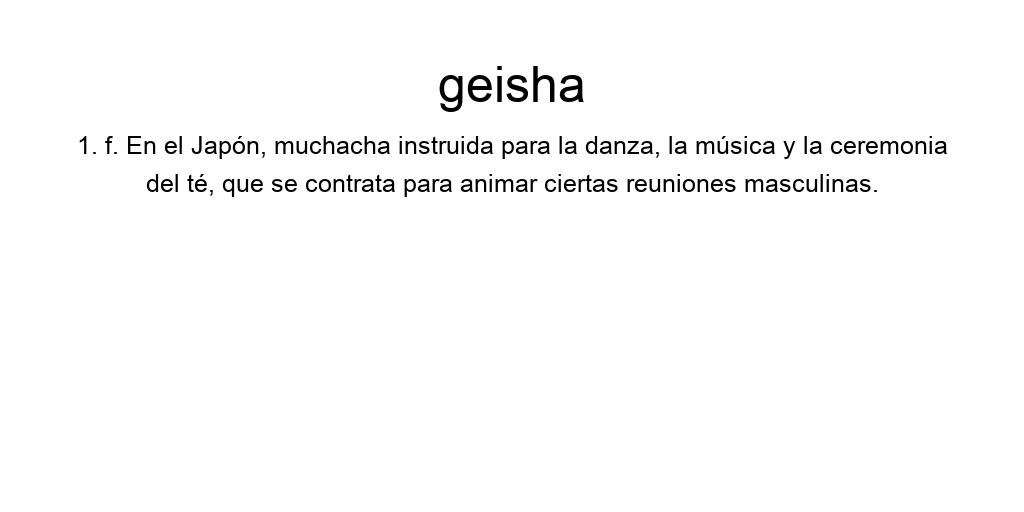 geisha
1. f. En el Japón, muchacha instruida para la danza, la música y la ceremonia
del té, que se contrata para animar ciertas reuniones masculinas.